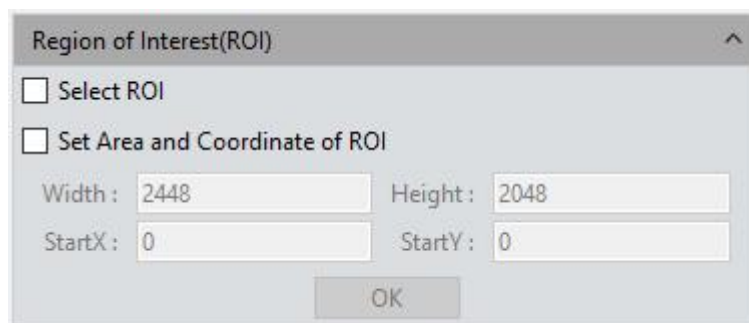 Region of Interest(ROI)
Select ROI
Set Area and Coordinate of ROI
Width : 2448 Height : 2048
StartX : 0 StartY : 0
OK